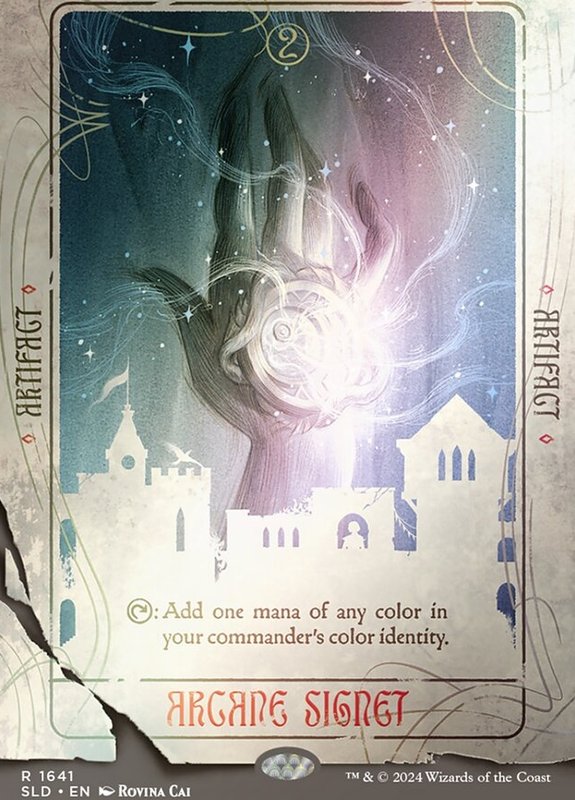 2
ARTIFACT
ARTIFACT
: Add one mana of any color in
your commander's color identity.
ARCANE SIGNET
R 1641
SLD • EN ROVINA CAI
™ & © 2024 Wizards of the Coast